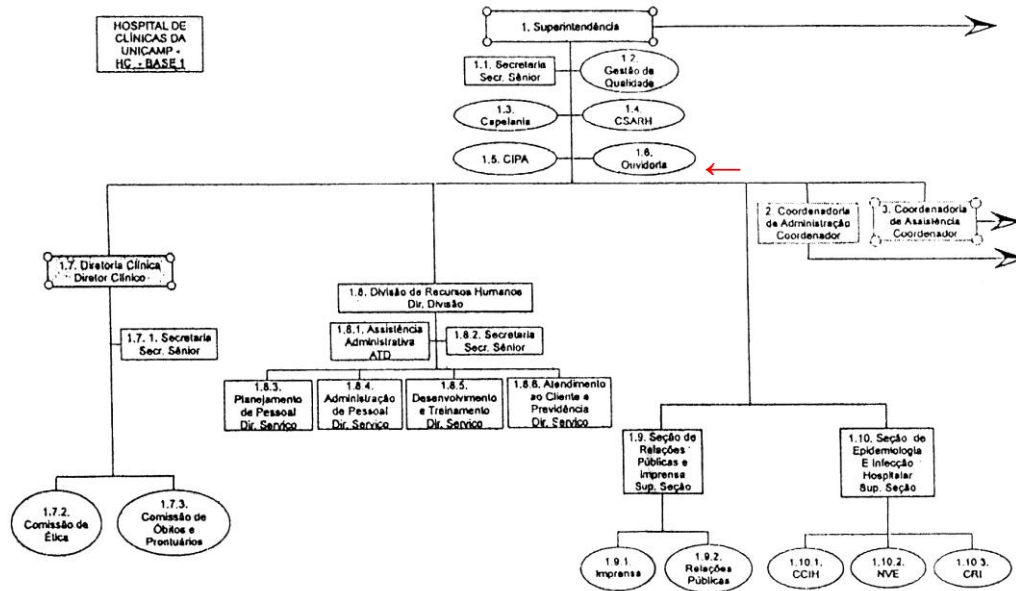 HOSPITAL DE
CLÍNICAS DA
UNICAMP -
HC - BASE 1
1. Superintendência
1.1. Secretaria
Secr. Sênior
1.2.
Gestão de
Qualidade
1.3.
Capelania
1.4.
CSARH
1.5. CIPA
1.6.
Ouvidoria
2. Coordenadoria
de Administração
Coordenador
3. Coordenadoria
de Assistência
Coordenador
1.7. Diretoria Clínica
Diretor Clínico
1.7. 1. Secretaria
Secr. Sênior
1.8. Divisão de Recursos Humanos
Dir. Divisão
1.8.1. Assistência
Administrativa
ATD
1.8.2. Secretaria
Secr. Sênior
1.8.3.
Planejamento
de Pessoal
Dir. Serviço
1.8.4.
Administração
de Pessoal
Dir. Serviço
1.8.5.
Desenvolvimento
e Treinamento
Dir. Serviço
1.8.6. Atendimento
ao Cliente e
Previdência
Dir. Serviço
1.9. Seção de
Relações
Públicas e
Imprensa
Sup. Seção
1.10. Seção de
Epidemiologia
E Infecção
Hospitalar
Sup. Seção
1.7.2.
Comissão de
Ética
1.7.3.
Comissão de
Óbitos e
Prontuários
1.9.1.
Imprensa
1.9.2.
Relações
Públicas
1.10.1.
CCIH
1.10.2.
NVE
1.10.3.
CRI